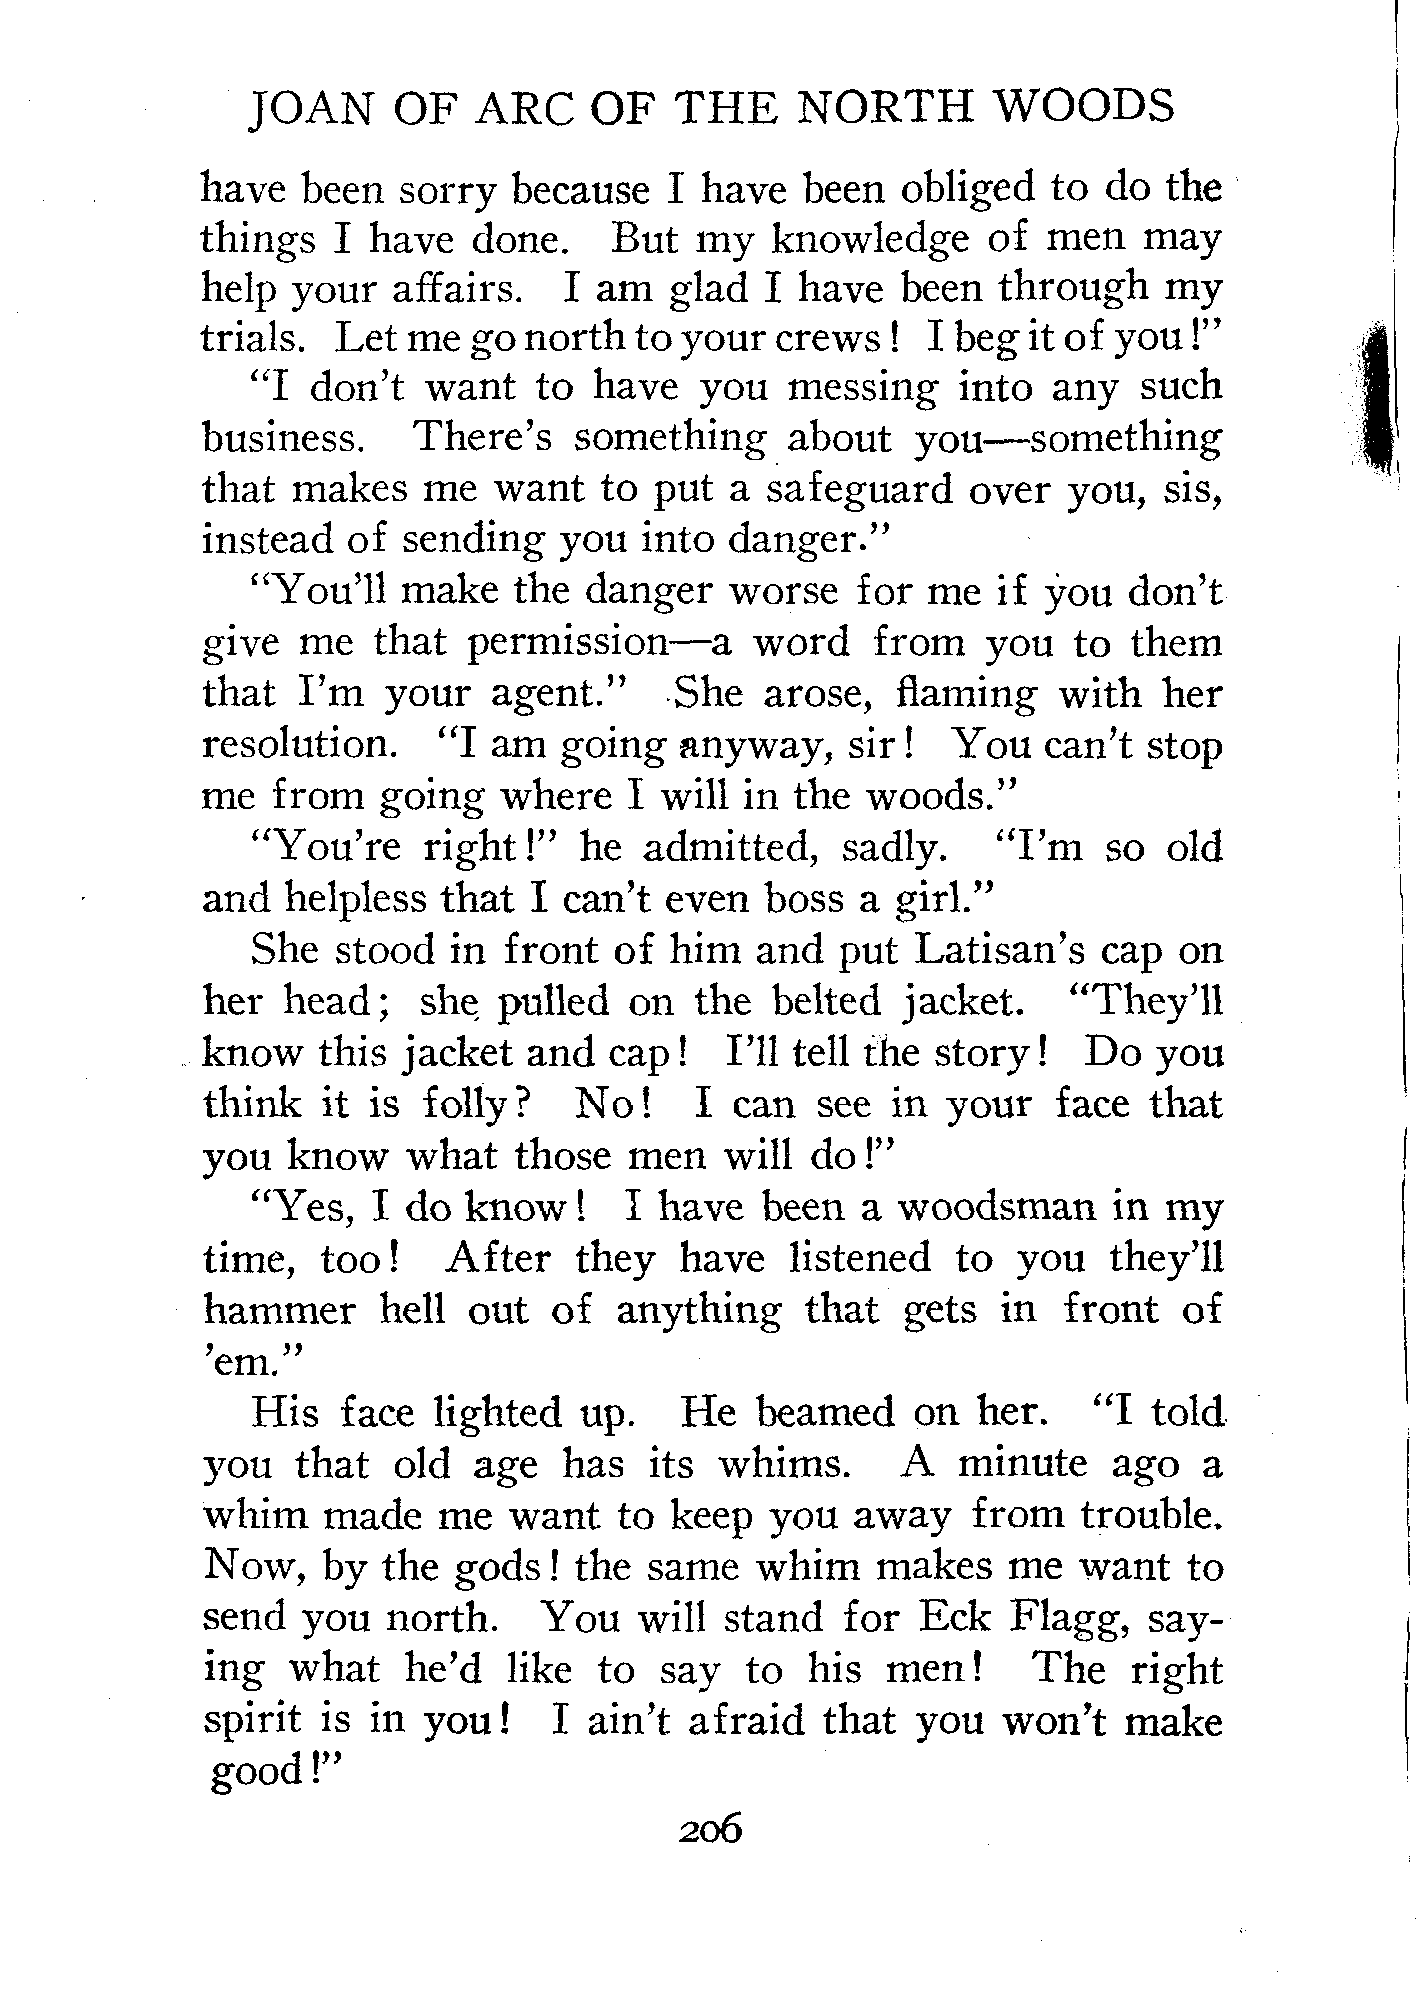 JOAN OF ARC OF THE NORTH WOODS
have been sorry because I have been obliged to do the
things I have done. But my knowledge of men may
help your affairs. I am glad I have been through my
trials. Let me go north to your crews! I beg it of you!"
"I don't want to have you messing into any such
business. There's something about you—something
that makes me want to put a safeguard over you, sis,
instead of sending you into danger."
"You'll make the danger worse for me if you don't
give me that permission—a word from you to them
that I'm your agent." She arose, flaming with her
resolution. "I am going anyway, sir! You can't stop
me from going where I will in the woods."
"You're right!" he admitted, sadly. "I'm so old
and helpless that I can't even boss a girl."
She stood in front of him and put Latisan's cap on
her head; she pulled on the belted jacket. "They'll
know this jacket and cap! I'll tell the story! Do you
think it is folly? No! I can see in your face that
you know what those men will do!"
"Yes, I do know! I have been a woodsman in my
time, too! After they have listened to you they'll
hammer hell out of anything that gets in front of
'em."
His face lighted up. He beamed on her. "I told
you that old age has its whims. A minute ago a
whim made me want to keep you away from trouble.
Now, by the gods! the same whim makes me want to
send you north. You will stand for Eck Flagg, say-
ing what he'd like to say to his men! The right
spirit is in you! I ain't afraid that you won't make
good!"
206